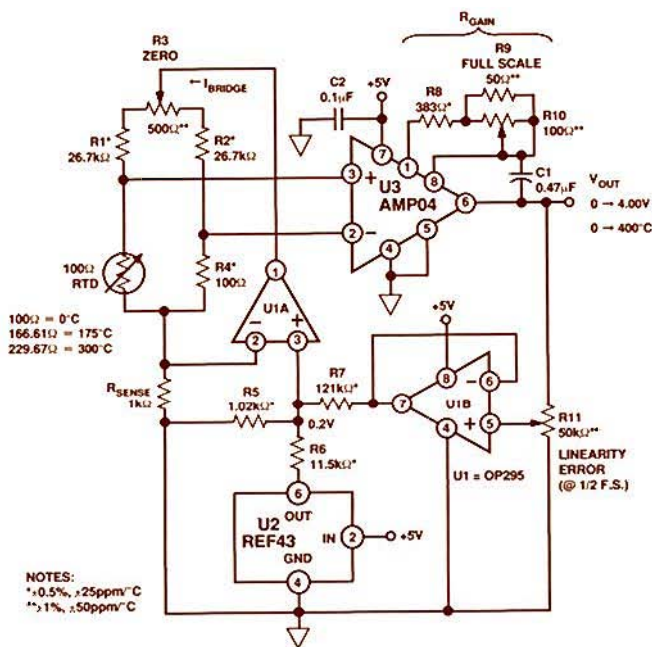 R_GAIN
R3
ZERO
← I_BRIDGE
500Ω**
R1*
26.7kΩ
R2*
26.7kΩ
C2
0.1μF
+5V
R8
383Ω*
R9
FULL SCALE
50Ω**
R10
100Ω**
C1
0.47μF
7
1
8
3
+
U3
AMP04
6
2
−
5
4
V_OUT
0 → 4.00V
0 → 400°C
100Ω
RTD
R4*
100Ω
100Ω = 0°C
166.61Ω = 175°C
229.67Ω = 300°C
1
U1A
−
+
2
3
R_SENSE
1kΩ
R5
1.02kΩ*
R7
121kΩ*
0.2V
+5V
8
−
6
7
U1B
4
+
5
U1 = OP295
R11
50kΩ**
LINEARITY
ERROR
(@ 1/2 F.S.)
R6
11.5kΩ*
6
OUT
U2
REF43
IN
2
+5V
GND
4
NOTES:
*±0.5%, ±25ppm/°C
**±1%, ±50ppm/°C